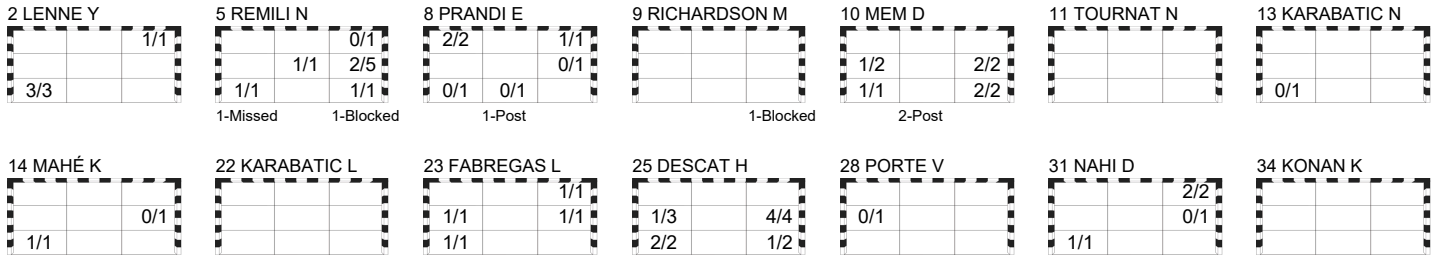 2 LENNE Y 5 REMILI N 8 PRANDI E 9 RICHARDSON M 10 MEM D 11 TOURNAT N 13 KARABATIC N
1/1 0/1 2/2 1/1
1/1 2/5 0/1 1/2 2/2
3/3 1/1 1/1 0/1 0/1 1/1 2/2 0/1
1-Missed 1-Blocked 1-Post 1-Blocked 2-Post
14 MAHÉ K 22 KARABATIC L 23 FABREGAS L 25 DESCAT H 28 PORTE V 31 NAHI D 34 KONAN K
1/1 2/2
0/1 1/1 1/1 1/3 4/4 0/1 0/1
1/1 1/1 2/2 1/2 1/1